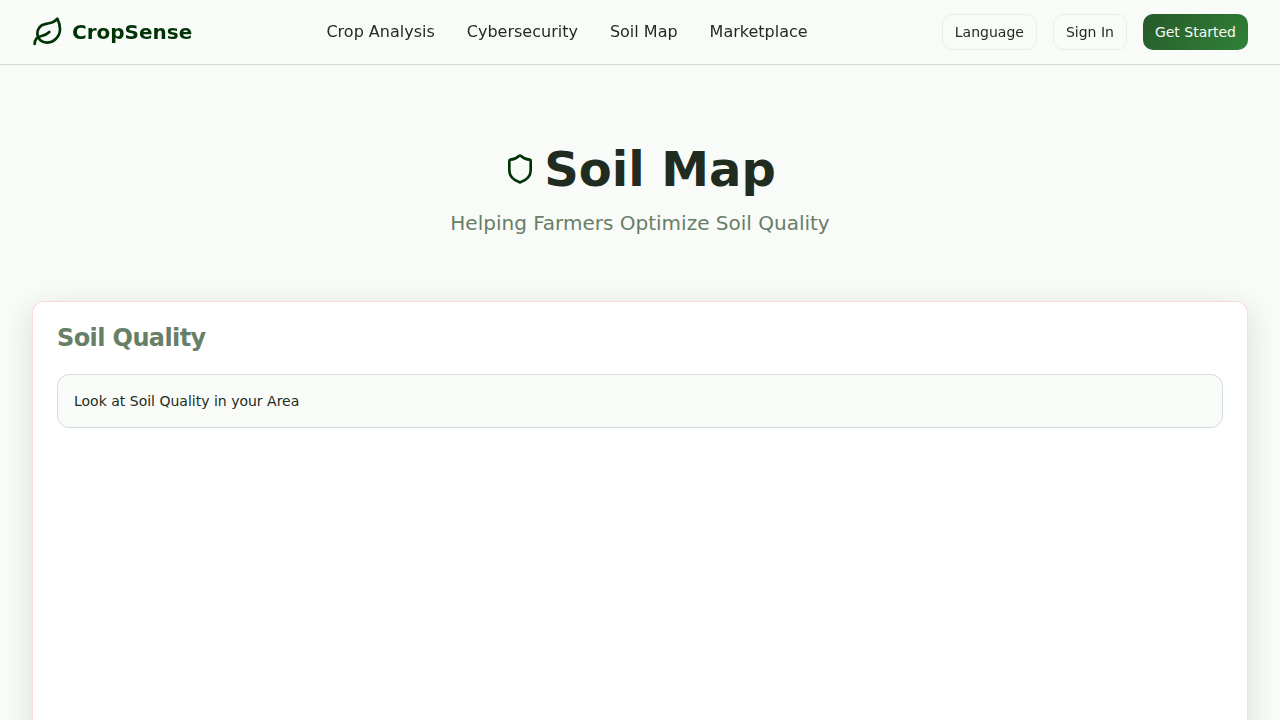 CropSense
Crop Analysis
Cybersecurity
Soil Map
Marketplace
Language
Sign In
Get Started
Soil Map
Helping Farmers Optimize Soil Quality
Soil Quality
Look at Soil Quality in your Area